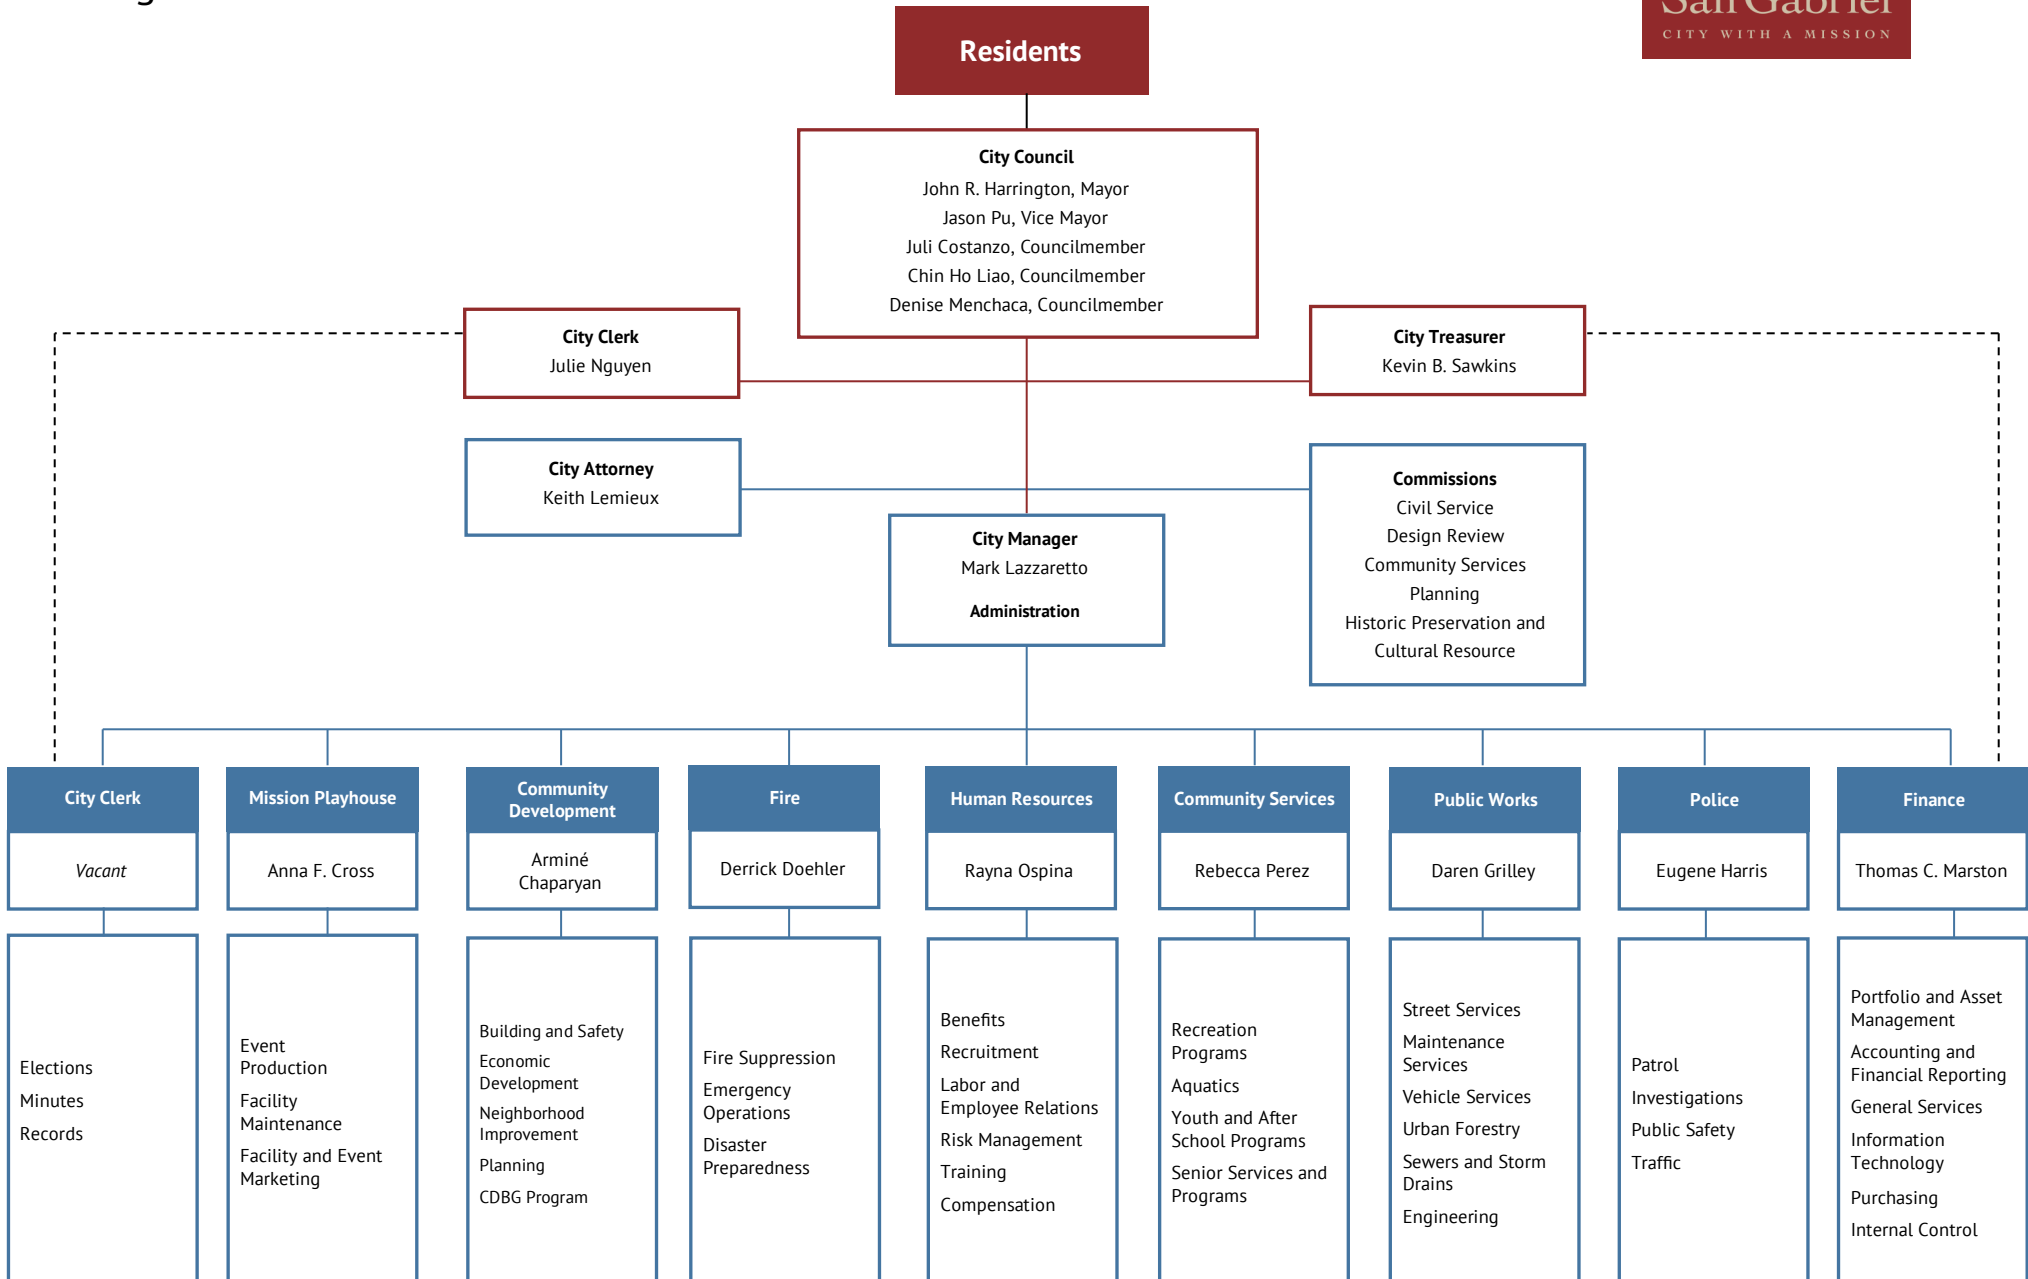 San Gabriel
CITY WITH A MISSION
Residents
City Council
John R. Harrington, Mayor
Jason Pu, Vice Mayor
Juli Costanzo, Councilmember
Chin Ho Liao, Councilmember
Denise Menchaca, Councilmember
City Clerk
Julie Nguyen
City Treasurer
Kevin B. Sawkins
City Attorney
Keith Lemieux
Commissions
Civil Service
Design Review
Community Services
Planning
Historic Preservation and
Cultural Resource
City Manager
Mark Lazzaretto
Administration
City Clerk
Vacant
Elections
Minutes
Records
Mission Playhouse
Anna F. Cross
Event
Production
Facility
Maintenance
Facility and Event
Marketing
Community
Development
Arminé
Chaparyan
Building and Safety
Economic
Development
Neighborhood
Improvement
Planning
CDBG Program
Fire
Derrick Doehler
Fire Suppression
Emergency
Operations
Disaster
Preparedness
Human Resources
Rayna Ospina
Benefits
Recruitment
Labor and
Employee Relations
Risk Management
Training
Compensation
Community Services
Rebecca Perez
Recreation
Programs
Aquatics
Youth and After
School Programs
Senior Services and
Programs
Public Works
Daren Grilley
Street Services
Maintenance
Services
Vehicle Services
Urban Forestry
Sewers and Storm
Drains
Engineering
Police
Eugene Harris
Patrol
Investigations
Public Safety
Traffic
Finance
Thomas C. Marston
Portfolio and Asset
Management
Accounting and
Financial Reporting
General Services
Information
Technology
Purchasing
Internal Control